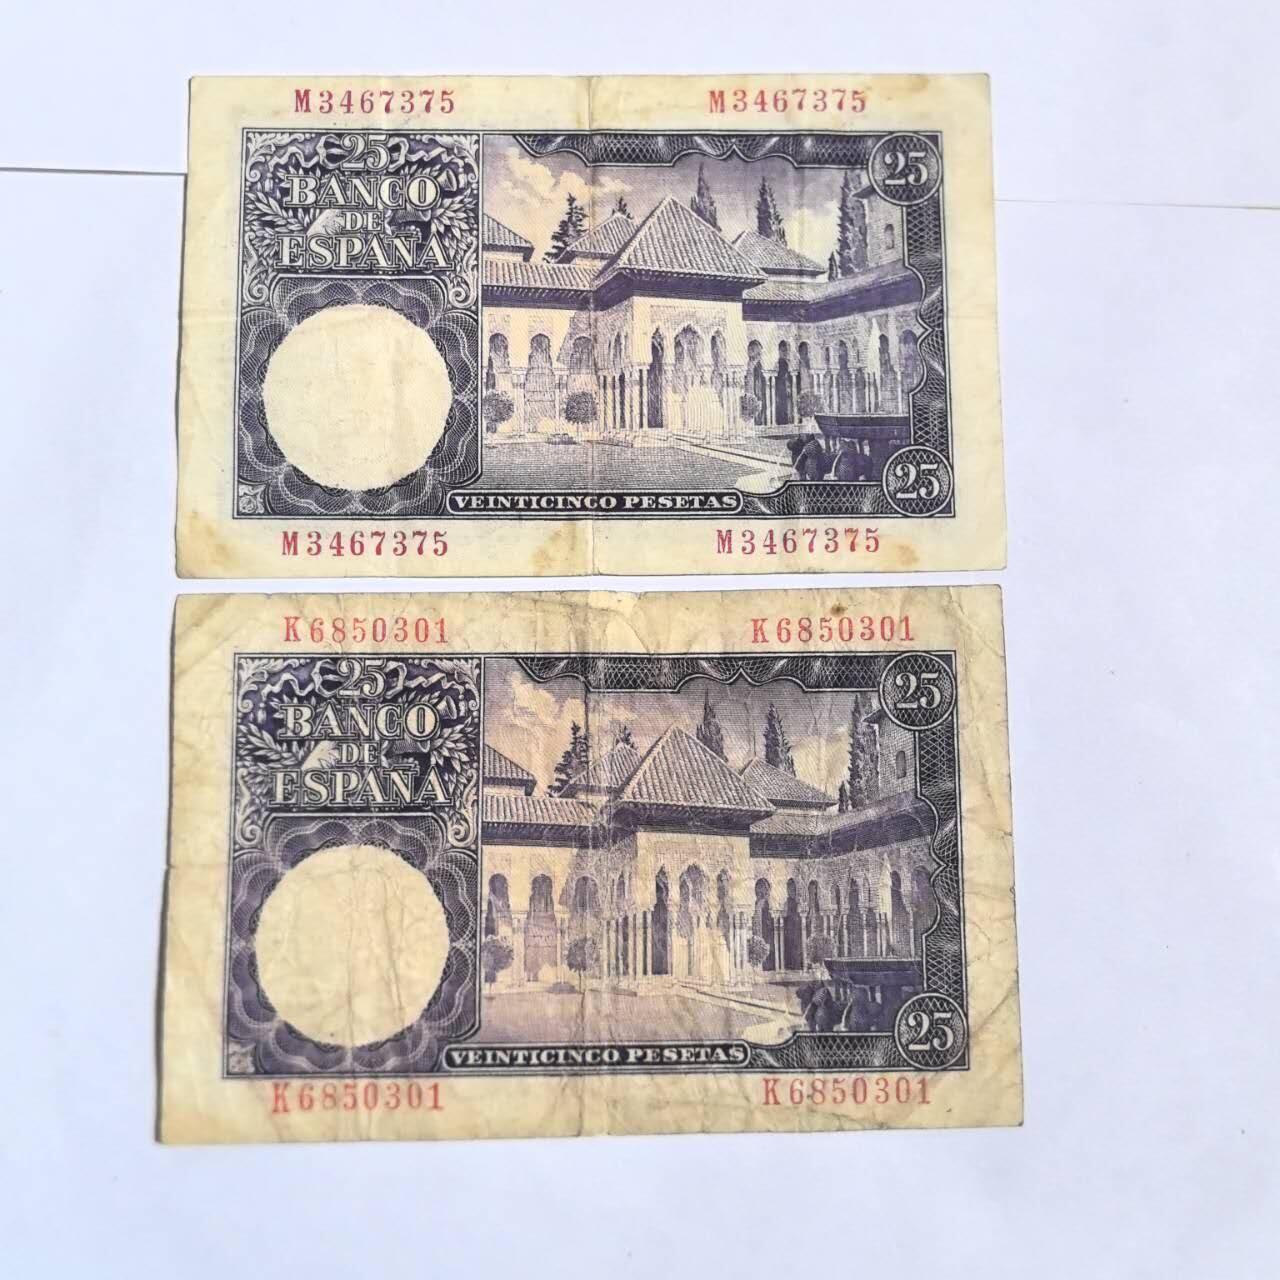 M3467375 M3467375
25
BANCO
DE
ESPAÑA
25
25
VEINTICINCO PESETAS
M3467375 M3467375
K6850301 K6850301
25
BANCO
DE
ESPAÑA
25
25
VEINTICINCO PESETAS
K6850301 K6850301